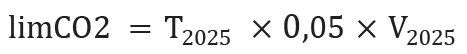 limCO2 = T₂₀₂₅ × 0,05 × V₂₀₂₅